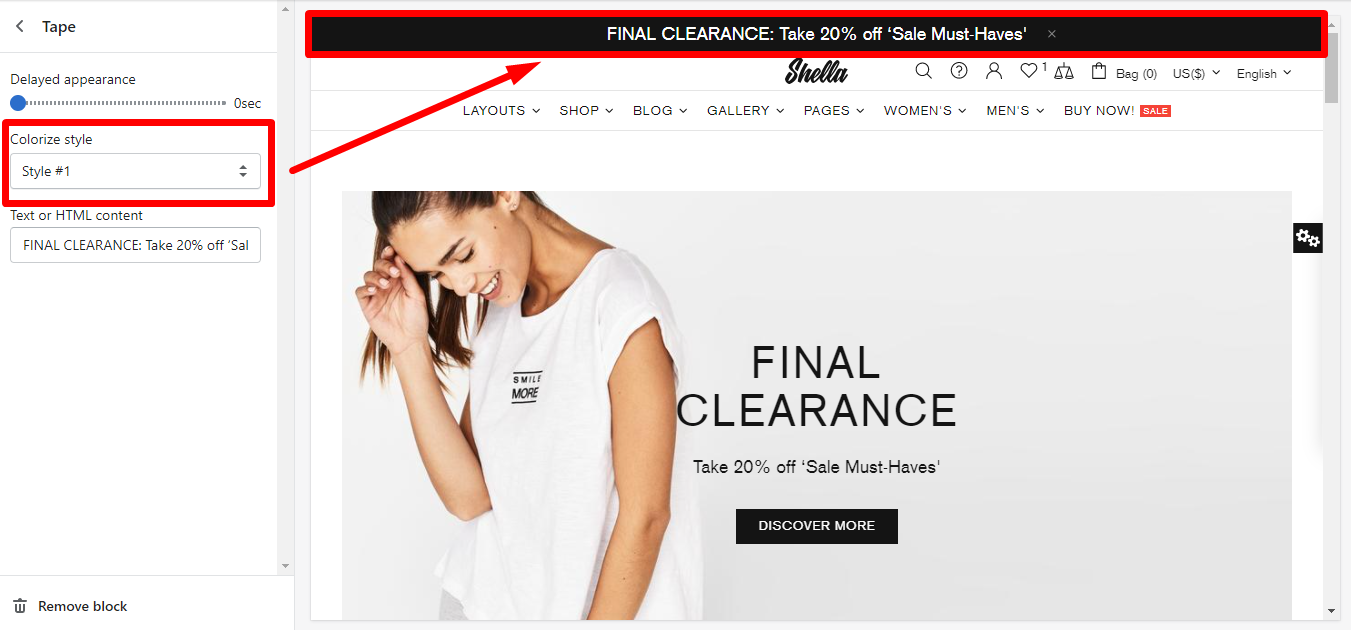 Tape
Delayed appearance
0sec
Colorize style
Style #1
Text or HTML content
FINAL CLEARANCE: Take 20% off ‘Sal
Remove block
FINAL CLEARANCE: Take 20% off ‘Sale Must-Haves' ×
Shella
1
Bag (0) US($) English
LAYOUTS SHOP BLOG GALLERY PAGES WOMEN'S MEN'S BUY NOW! SALE
SMILE
MORE
FINAL
CLEARANCE
Take 20% off ‘Sale Must-Haves'
DISCOVER MORE